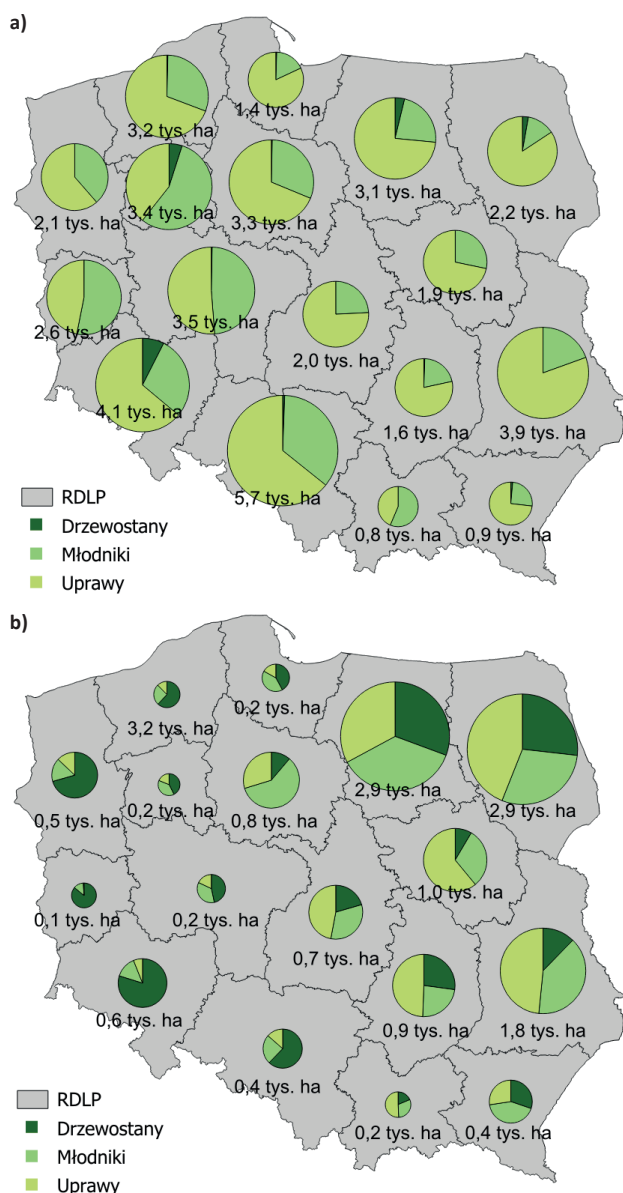 a)
1,4 tys. ha
3,2 tys. ha
3,1 tys. ha
2,2 tys. ha
2,1 tys. ha
3,4 tys. ha
3,3 tys. ha
1,9 tys. ha
2,6 tys. ha
3,5 tys. ha
2,0 tys. ha
4,1 tys. ha
1,6 tys. ha
3,9 tys. ha
5,7 tys. ha
0,8 tys. ha
0,9 tys. ha
RDLP
Drzewostany
Młodniki
Uprawy
b)
0,2 tys. ha
3,2 tys. ha
2,9 tys. ha
2,9 tys. ha
0,5 tys. ha
0,2 tys. ha
0,8 tys. ha
1,0 tys. ha
0,1 tys. ha
0,2 tys. ha
0,7 tys. ha
0,6 tys. ha
0,9 tys. ha
1,8 tys. ha
0,4 tys. ha
0,2 tys. ha
0,4 tys. ha
RDLP
Drzewostany
Młodniki
Uprawy